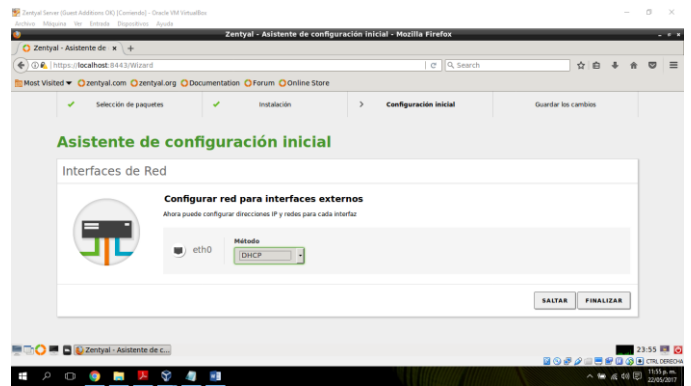 Zentyal Server (Guest Additions OK) [Corriendo] - Oracle VM VirtualBox
Archivo Máquina Ver Entrada Dispositivos Ayuda
Zentyal - Asistente de configuración inicial - Mozilla Firefox
Zentyal - Asistente de x +
https://localhost:8443/Wizard
Search
Most Visited Zentyal.com Zentyal.org Documentation Forum Online Store
Selección de paquetes Instalación Configuración inicial Guardar los cambios
Asistente de configuración inicial
Interfaces de Red
Configurar red para interfaces externos
Ahora puede configurar direcciones IP y redes para cada interfaz
eth0
Método
DHCP
SALTAR FINALIZAR
Zentyal - Asistente de c...
23:55
CTRL DERECHA
11:55 p. m.
22/05/2017